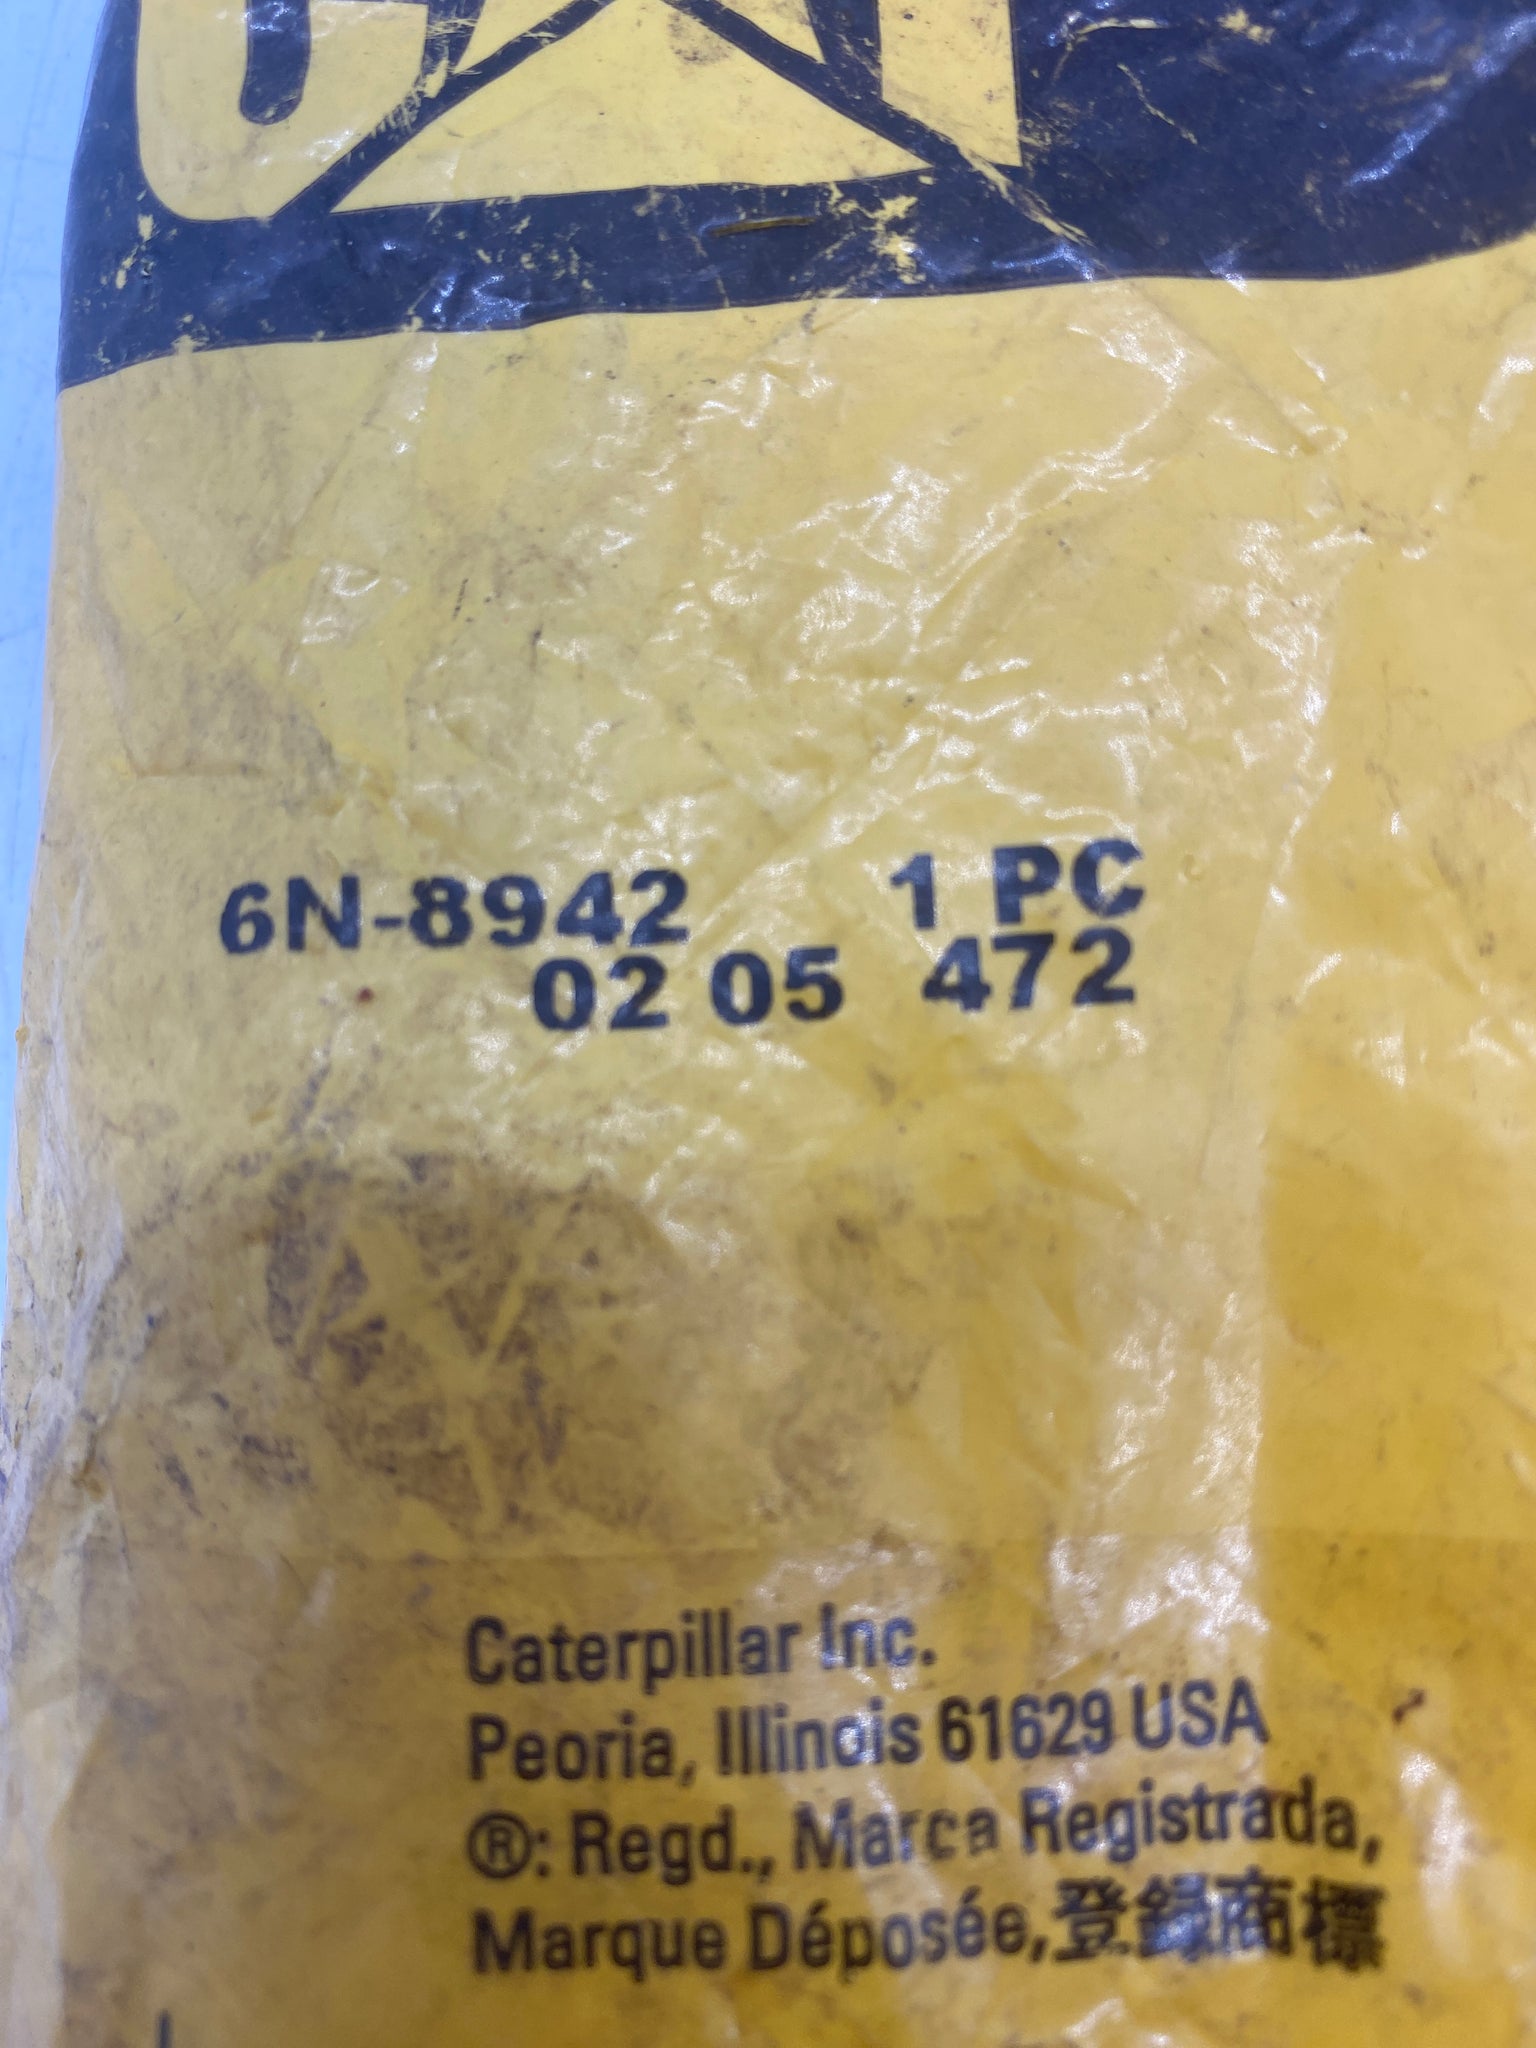 CAT
6N-8942 1 PC
02 05 472
Caterpillar Inc.
Peoria, Illinois 61629 USA
®: Regd., Marca Registrada,
Marque Déposée,登録商標